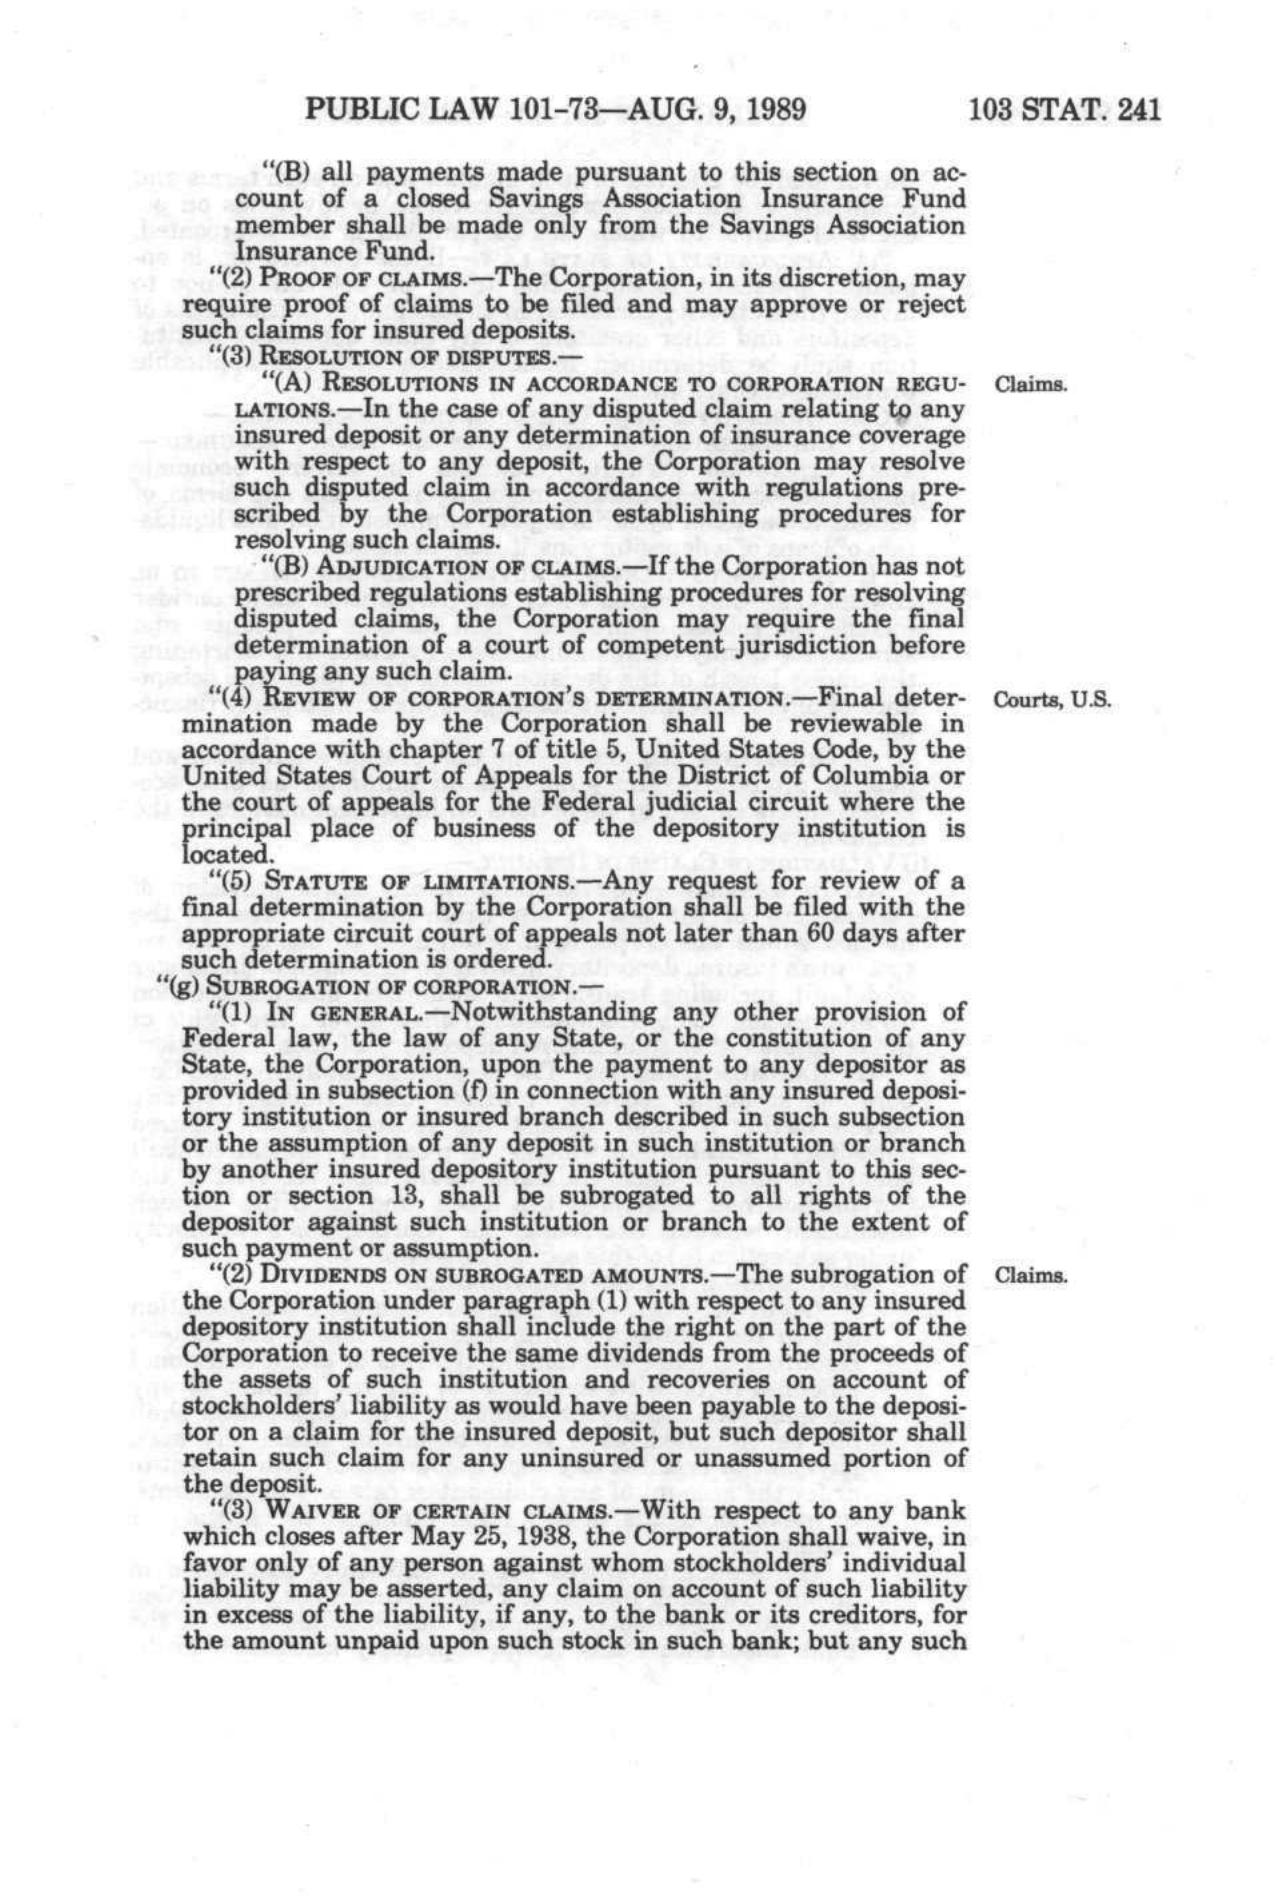 PUBLIC LAW 101-73—AUG. 9, 1989 103 STAT. 241
"(B) all payments made pursuant to this section on ac-
count of a closed Savings Association Insurance Fund
member shall be made only from the Savings Association
Insurance Fund.
"(2) PROOF OF CLAIMS.—The Corporation, in its discretion, may
require proof of claims to be filed and may approve or reject
such claims for insured deposits.
"(3) RESOLUTION OF DISPUTES.—
"(A) RESOLUTIONS IN ACCORDANCE TO CORPORATION REGU- Claims.
LATIONS.—In the case of any disputed claim relating to any
insured deposit or any determination of insurance coverage
with respect to any deposit, the Corporation may resolve
such disputed claim in accordance with regulations pre-
scribed by the Corporation establishing procedures for
resolving such claims.
"(B) ADJUDICATION OF CLAIMS.—If the Corporation has not
prescribed regulations establishing procedures for resolving
disputed claims, the Corporation may require the final
determination of a court of competent jurisdiction before
paying any such claim.
"(4) REVIEW OF CORPORATION'S DETERMINATION.—Final deter- Courts, U.S.
mination made by the Corporation shall be reviewable in
accordance with chapter 7 of title 5, United States Code, by the
United States Court of Appeals for the District of Columbia or
the court of appeals for the Federal judicial circuit where the
principal place of business of the depository institution is
located.
"(5) STATUTE OF LIMITATIONS.—Any request for review of a
final determination by the Corporation shall be filed with the
appropriate circuit court of appeals not later than 60 days after
such determination is ordered.
"(g) SUBROGATION OF CORPORATION.—
"(1) IN GENERAL.—Notwithstanding any other provision of
Federal law, the law of any State, or the constitution of any
State, the Corporation, upon the payment to any depositor as
provided in subsection (f) in connection with any insured deposi-
tory institution or insured branch described in such subsection
or the assumption of any deposit in such institution or branch
by another insured depository institution pursuant to this sec-
tion or section 13, shall be subrogated to all rights of the
depositor against such institution or branch to the extent of
such payment or assumption.
"(2) DIVIDENDS ON SUBROGATED AMOUNTS.—The subrogation of Claims.
the Corporation under paragraph (1) with respect to any insured
depository institution shall include the right on the part of the
Corporation to receive the same dividends from the proceeds of
the assets of such institution and recoveries on account of
stockholders' liability as would have been payable to the deposi-
tor on a claim for the insured deposit, but such depositor shall
retain such claim for any uninsured or unassumed portion of
the deposit.
"(3) WAIVER OF CERTAIN CLAIMS.—With respect to any bank
which closes after May 25, 1938, the Corporation shall waive, in
favor only of any person against whom stockholders' individual
liability may be asserted, any claim on account of such liability
in excess of the liability, if any, to the bank or its creditors, for
the amount unpaid upon such stock in such bank; but any such